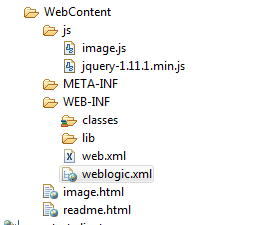 WebContent
js
image.js
jquery-1.11.1.min.js
META-INF
WEB-INF
classes
lib
web.xml
weblogic.xml
image.html
readme.html